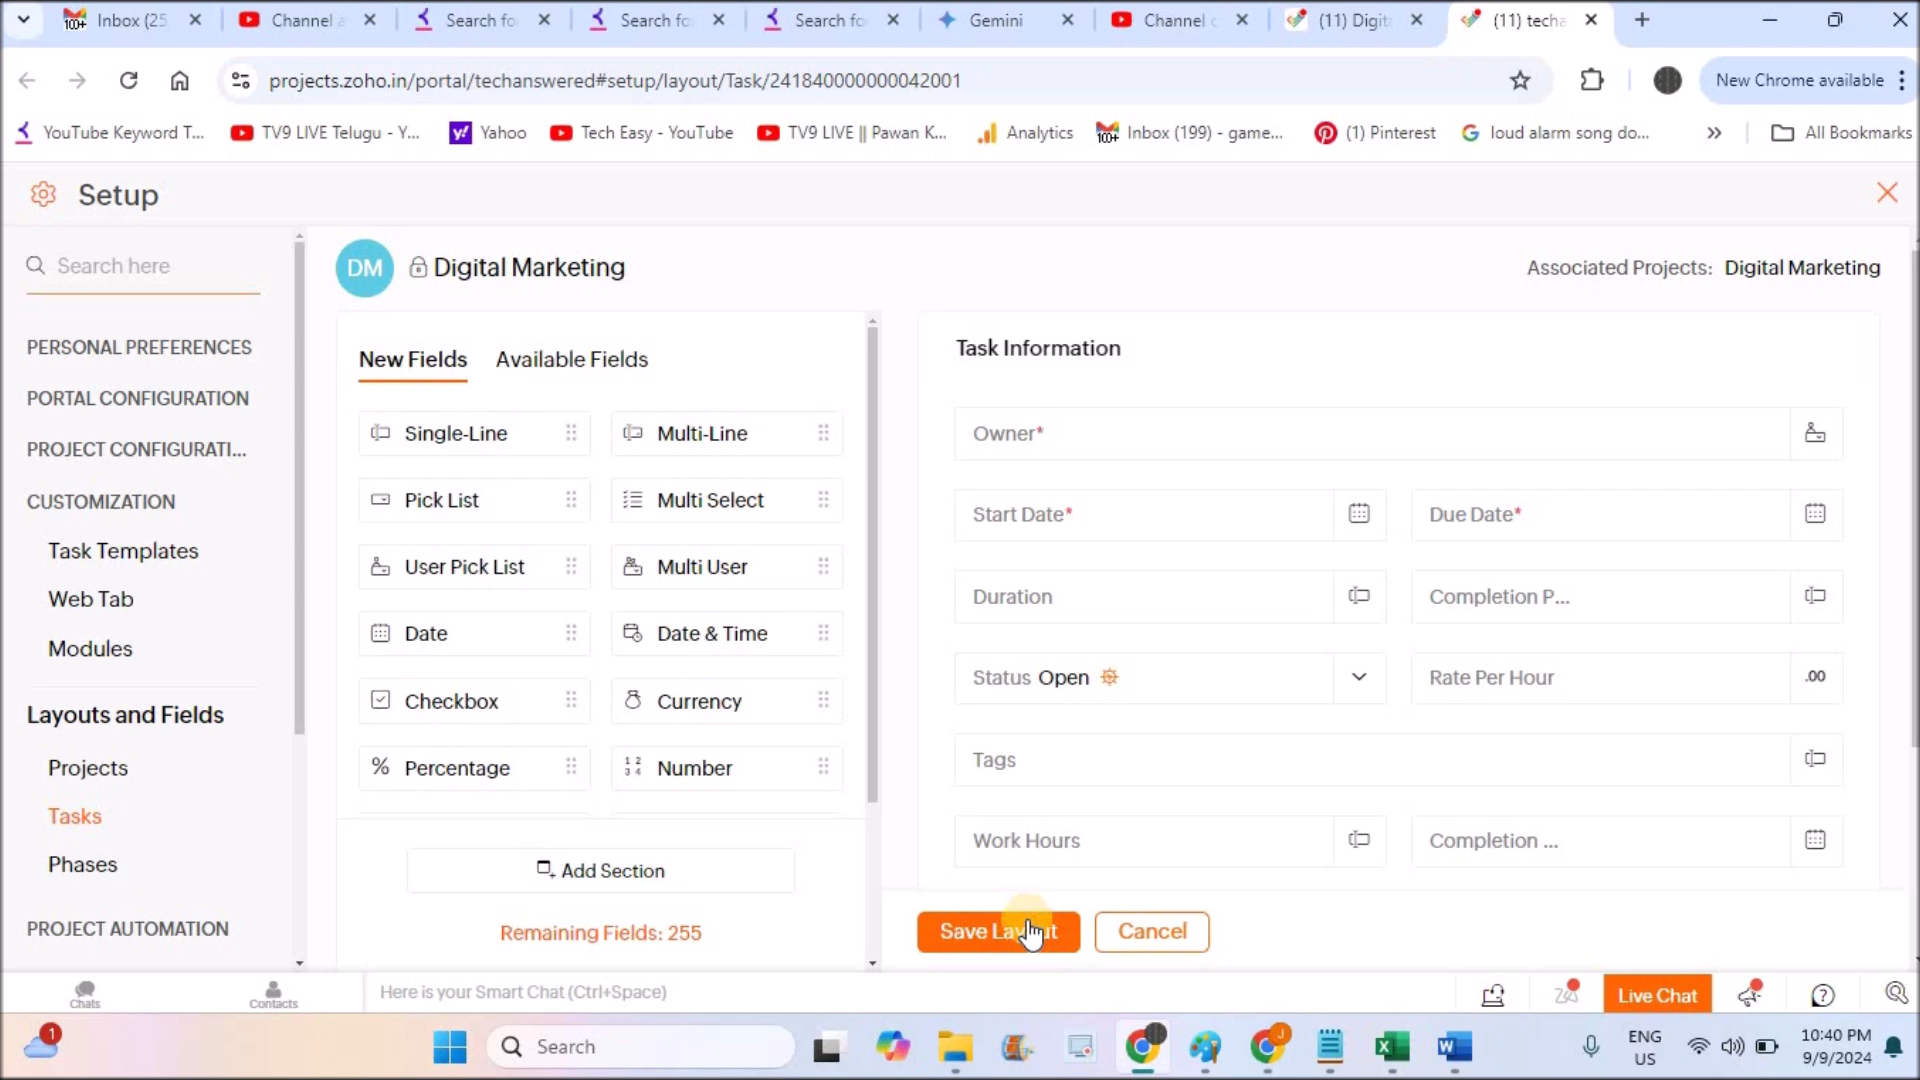 Inbox (25
Channel a
Search fo
Search fo
Search fo
Gemini
Channel c
(11) Digit
(11) techa
projects.zoho.in/portal/techanswered#setup/layout/Task/241840000000042001
New Chrome available
YouTube Keyword T...
TV9 LIVE Telugu - Y...
Yahoo
Tech Easy - YouTube
TV9 LIVE || Pawan K...
Analytics
Inbox (199) - game...
(1) Pinterest
loud alarm song do...
All Bookmarks
Setup
Search here
DM
Digital Marketing
Associated Projects: Digital Marketing
PERSONAL PREFERENCES
PORTAL CONFIGURATION
PROJECT CONFIGURATI...
CUSTOMIZATION
Task Templates
Web Tab
Modules
Layouts and Fields
Projects
Tasks
Phases
PROJECT AUTOMATION
New Fields
Available Fields
Single-Line
Multi-Line
Pick List
Multi Select
User Pick List
Multi User
Date
Date & Time
Checkbox
Currency
Percentage
Number
Add Section
Remaining Fields: 255
Task Information
Owner*
Start Date*
Due Date*
Duration
Completion P...
Status Open
Rate Per Hour
.00
Tags
Work Hours
Completion ...
Save Layout
Cancel
Chats
Contacts
Here is your Smart Chat (Ctrl+Space)
Live Chat
1
Search
ENG
US
10:40 PM
9/9/2024